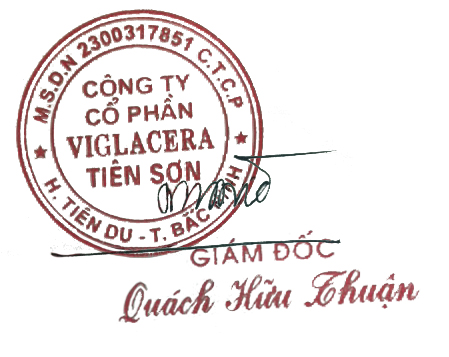 M.S.D.N 2300317851 C.T.C.P
CÔNG TY
CỔ PHẦN
VIGLACERA
TIÊN SƠN
H. TIÊN DU - T. BẮC NINH
GIÁM ĐỐC
Quách Hữu Thuận